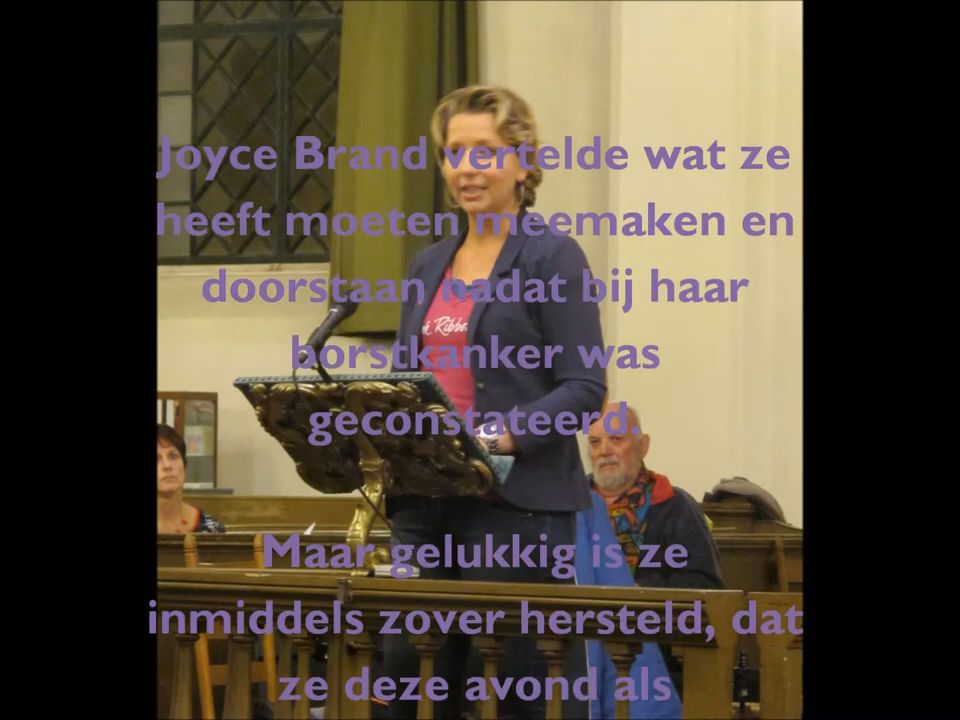 Joyce Brand vertelde wat ze
heeft moeten meemaken en
doorstaan nadat bij haar
borstkanker was
geconstateerd.
Maar gelukkig is ze
inmiddels zover hersteld, dat
ze deze avond als